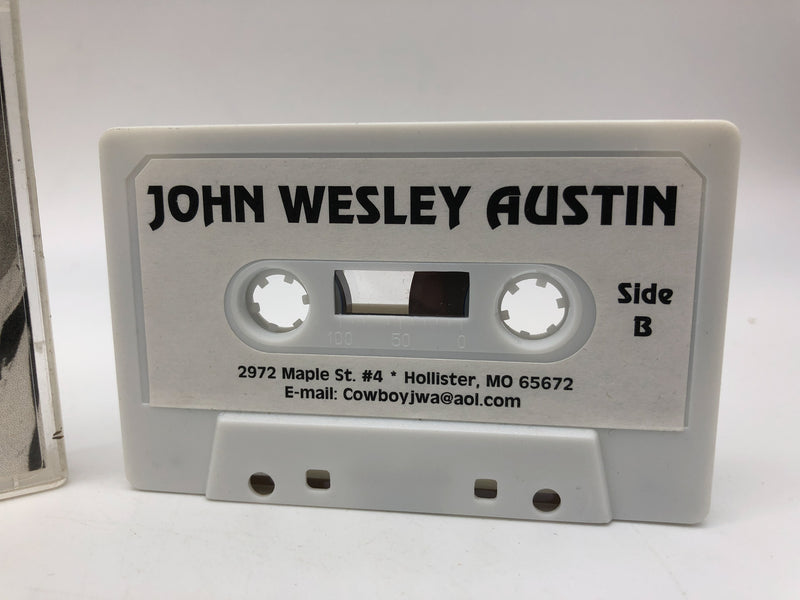 JOHN WESLEY AUSTIN
Side
B
100 50 0
2972 Maple St. #4 * Hollister, MO 65672
E-mail: Cowboyjwa@aol.com